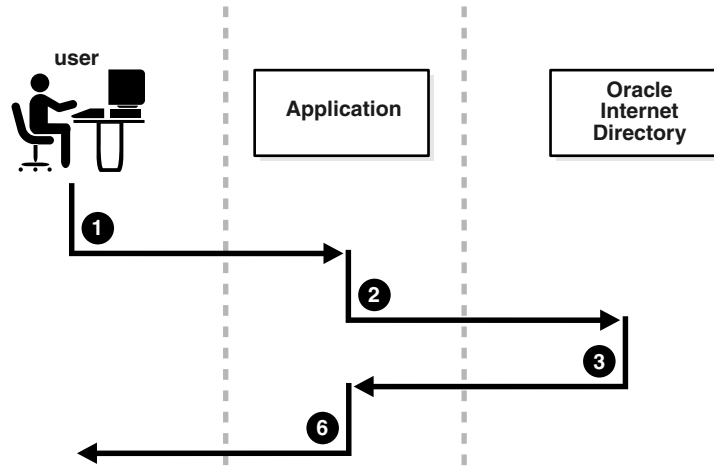 user
Application
Oracle
Internet
Directory
1
2
3
6